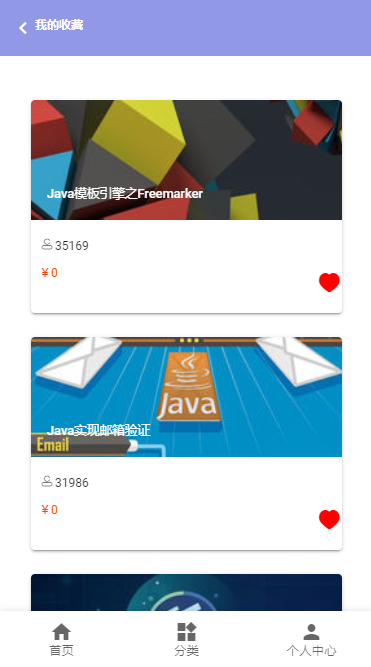 我的收藏
Java模板引擎之Freemarker
35169
¥ 0
Java
Java实现邮箱验证
Email
31986
¥ 0
首页
分类
个人中心